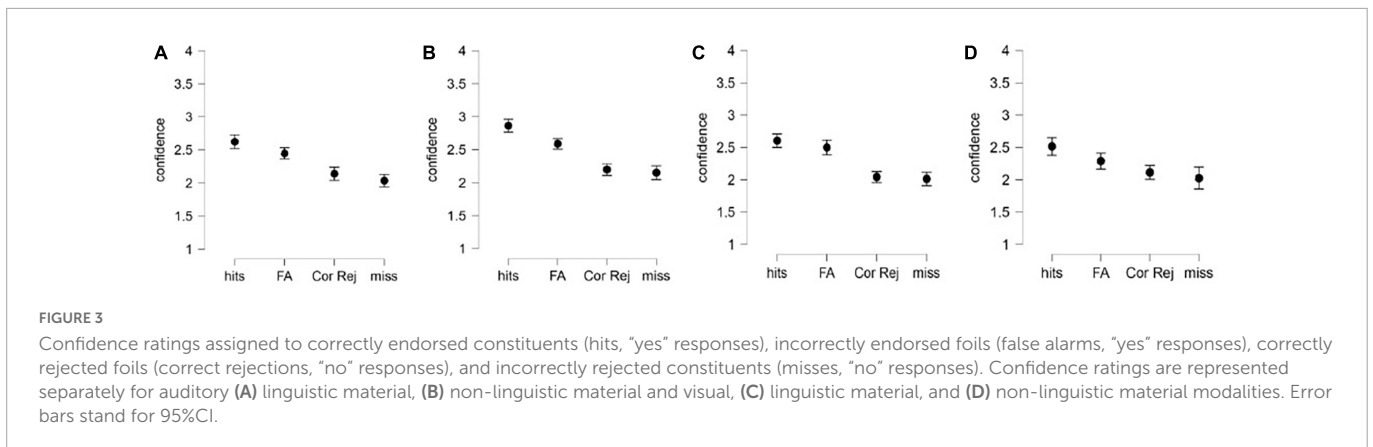 A
4
3.5
3
2.5
2
1.5
1
confidence
hits FA Cor Rej miss
B
4
3.5
3
2.5
2
1.5
1
confidence
hits FA Cor Rej miss
C
4
3.5
3
2.5
2
1.5
1
confidence
hits FA Cor Rej miss
D
4
3.5
3
2.5
2
1.5
1
confidence
hits FA Cor Rej miss
FIGURE 3
Confidence ratings assigned to correctly endorsed constituents (hits, “yes” responses), incorrectly endorsed foils (false alarms, “yes” responses), correctly
rejected foils (correct rejections, “no” responses), and incorrectly rejected constituents (misses, “no” responses). Confidence ratings are represented
separately for auditory (A) linguistic material, (B) non-linguistic material and visual, (C) linguistic material, and (D) non-linguistic material modalities. Error
bars stand for 95%CI.